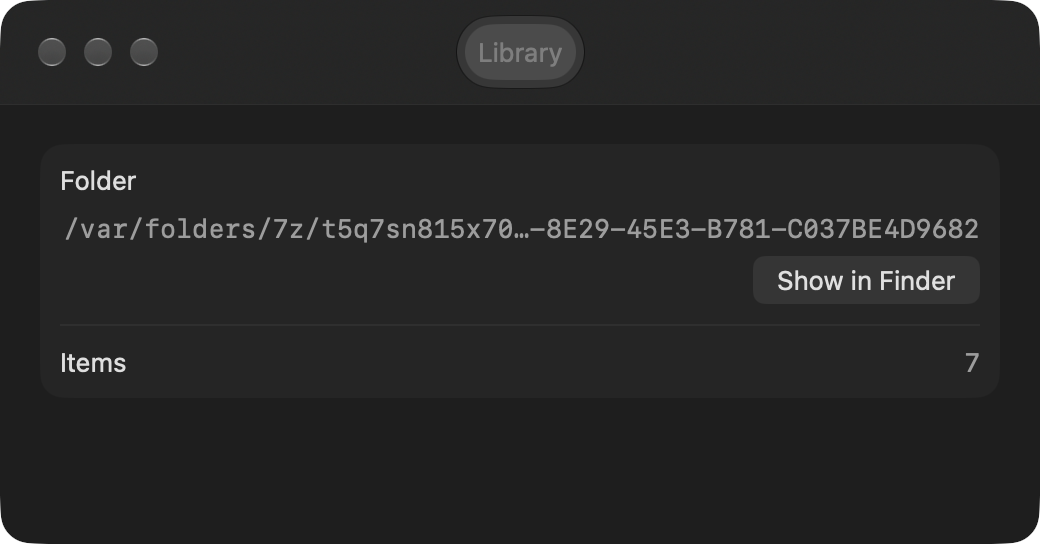 Library
Folder
/var/folders/7z/t5q7sn815x70…-8E29-45E3-B781-C037BE4D9682
Show in Finder
Items 7